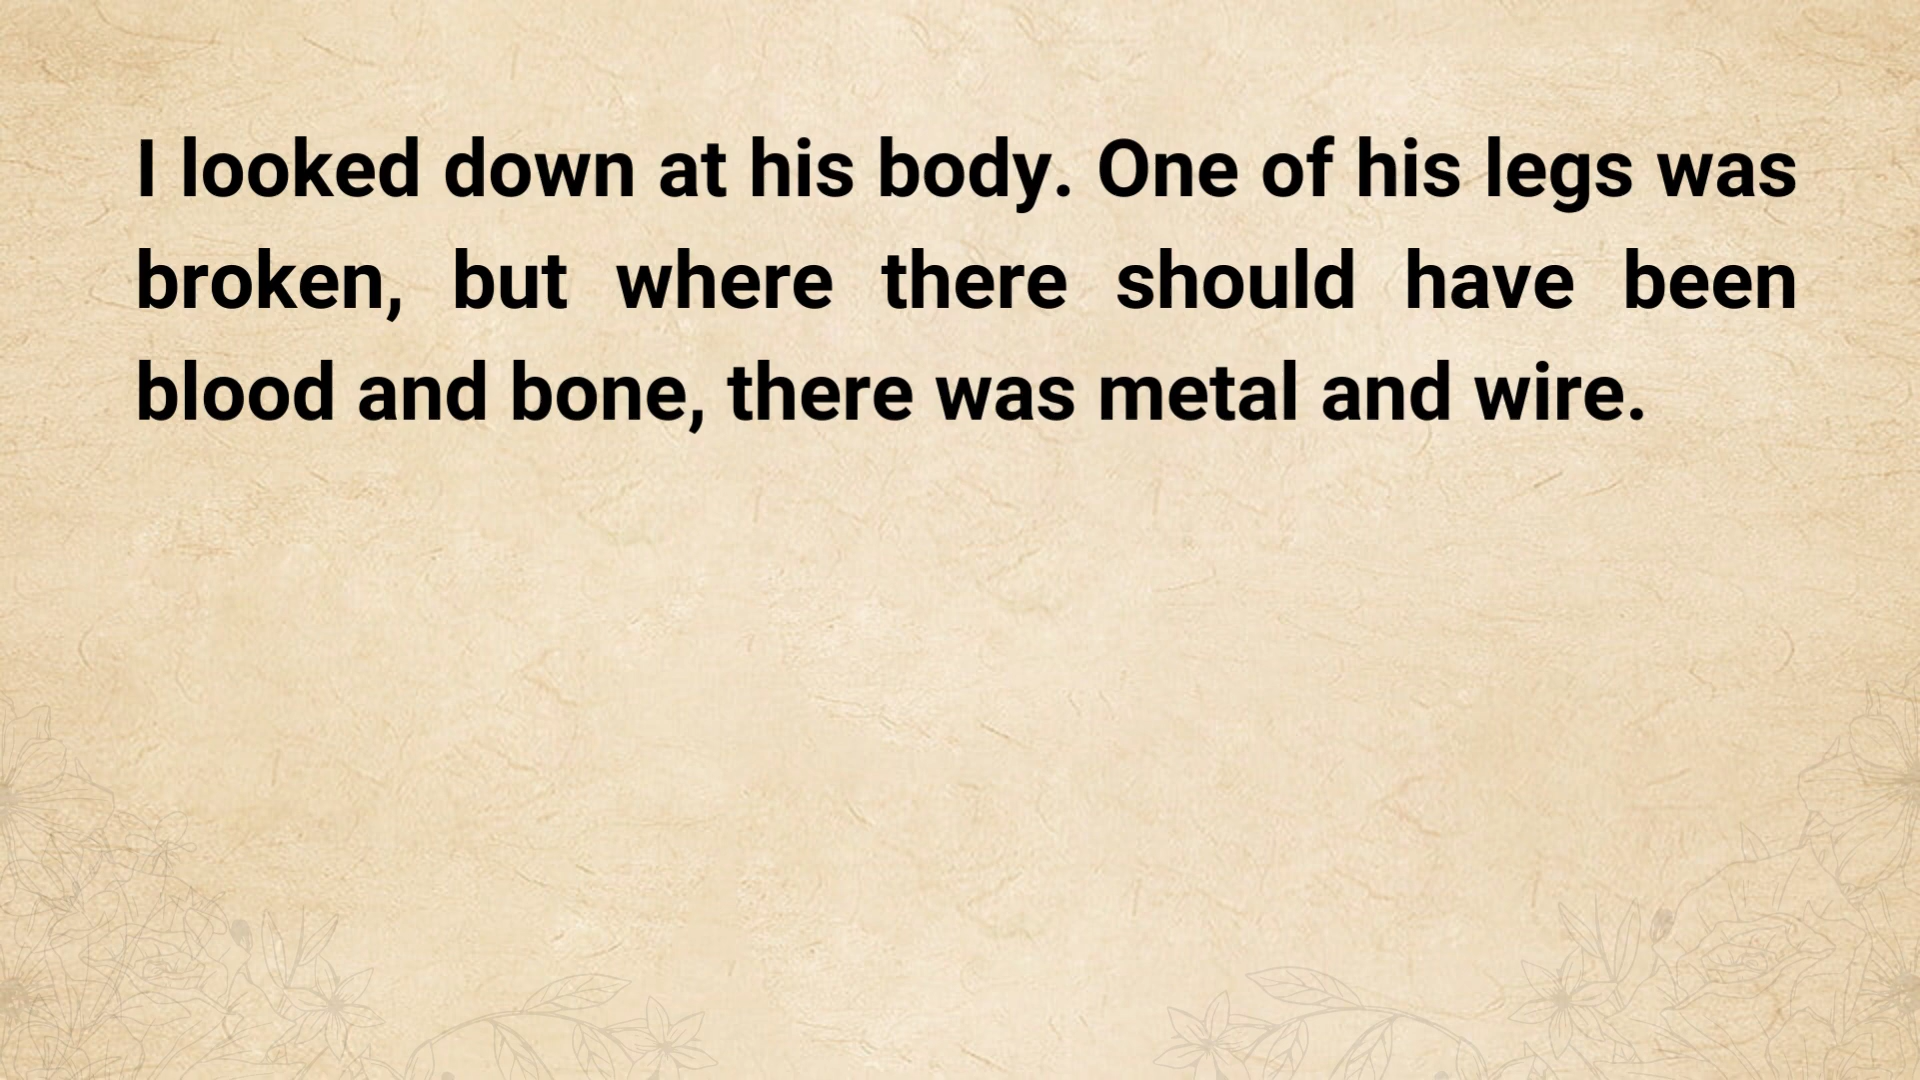 I looked down at his body. One of his legs was
broken, but where there should have been
blood and bone, there was metal and wire.